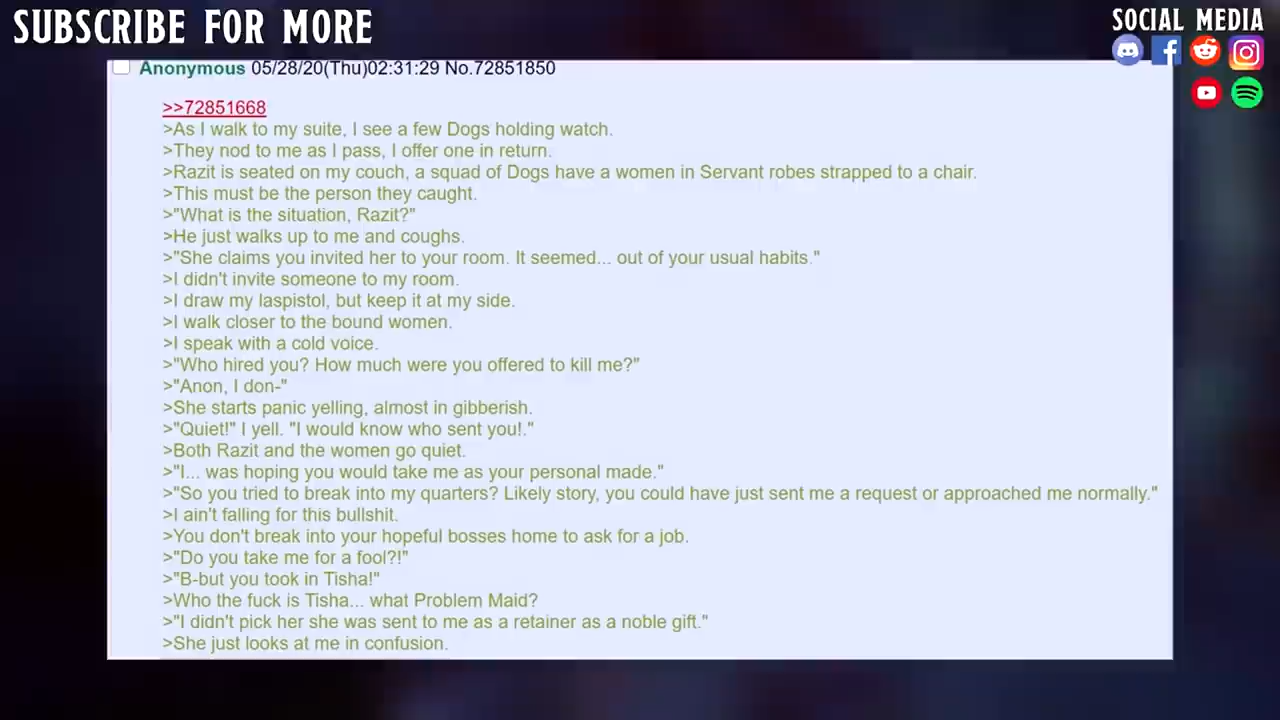 SUBSCRIBE FOR MORE
SOCIAL MEDIA
Anonymous 05/28/20(Thu)02:31:29 No.72851850
>>72851668
>As I walk to my suite, I see a few Dogs holding watch.
>They nod to me as I pass, I offer one in return.
>Razit is seated on my couch, a squad of Dogs have a women in Servant robes strapped to a chair.
>This must be the person they caught.
>"What is the situation, Razit?"
>He just walks up to me and coughs.
>"She claims you invited her to your room. It seemed... out of your usual habits."
>I didn't invite someone to my room.
>I draw my laspistol, but keep it at my side.
>I walk closer to the bound women.
>I speak with a cold voice.
>"Who hired you? How much were you offered to kill me?"
>"Anon, I don-"
>She starts panic yelling, almost in gibberish.
>"Quiet!" I yell. "I would know who sent you!."
>Both Razit and the women go quiet.
>"I... was hoping you would take me as your personal made."
>"So you tried to break into my quarters? Likely story, you could have just sent me a request or approached me normally."
>I ain't falling for this bullshit.
>You don't break into your hopeful bosses home to ask for a job.
>"Do you take me for a fool?!"
>"B-but you took in Tisha!"
>Who the fuck is Tisha... what Problem Maid?
>"I didn't pick her she was sent to me as a retainer as a noble gift."
>She just looks at me in confusion.